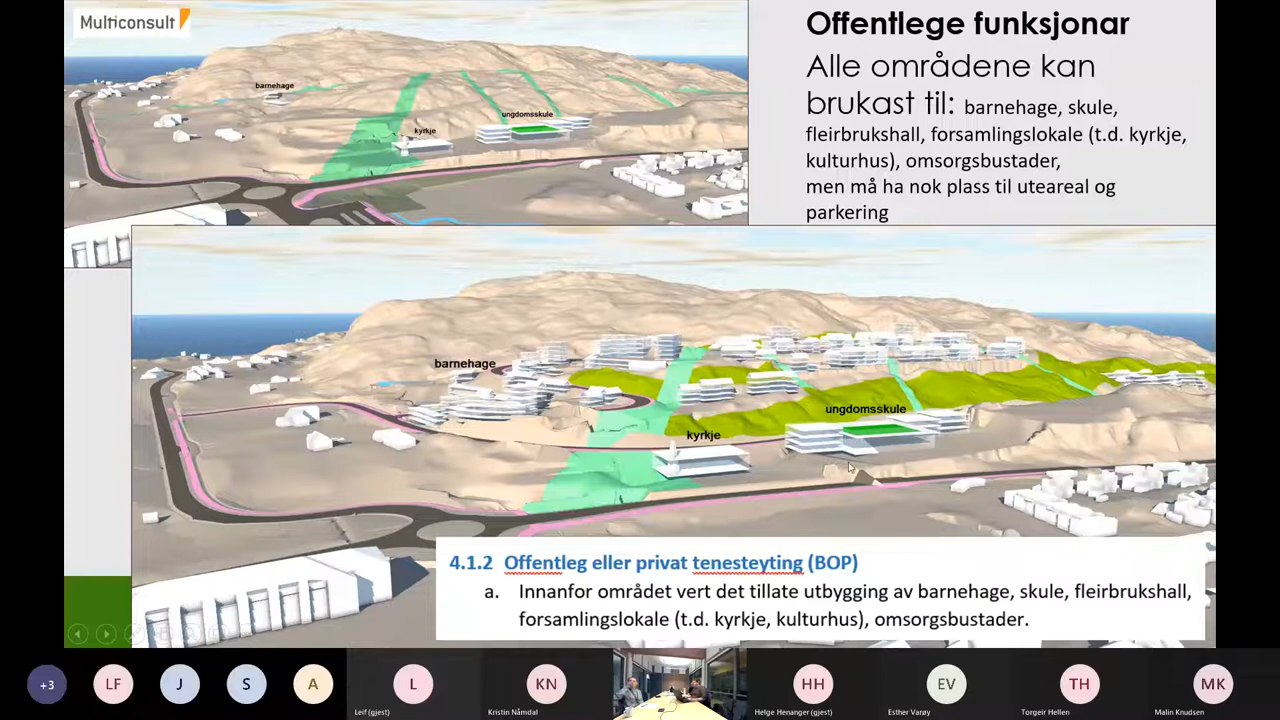 Multiconsult
barnehage
kyrkje
ungdomsskule
Offentlege funksjonar
Alle områdene kan
brukast til: barnehage, skule,
fleirbrukshall, forsamlingslokale (t.d. kyrkje,
kulturhus), omsorgsbustader,
men må ha nok plass til uteareal og
parkering
barnehage
ungdomsskule
kyrkje
4.1.2 Offentleg eller privat tenesteyting (BOP)
a. Innanfor området vert det tillate utbygging av barnehage, skule, fleirbrukshall,
forsamlingslokale (t.d. kyrkje, kulturhus), omsorgsbustader.
+3
LF
J
S
A
L
KN
HH
EV
TH
MK
Leif (gjest)
Kristin Nåmdal
Helge Henanger (gjest)
Esther Varøy
Torgeir Hellen
Malin Knudsen